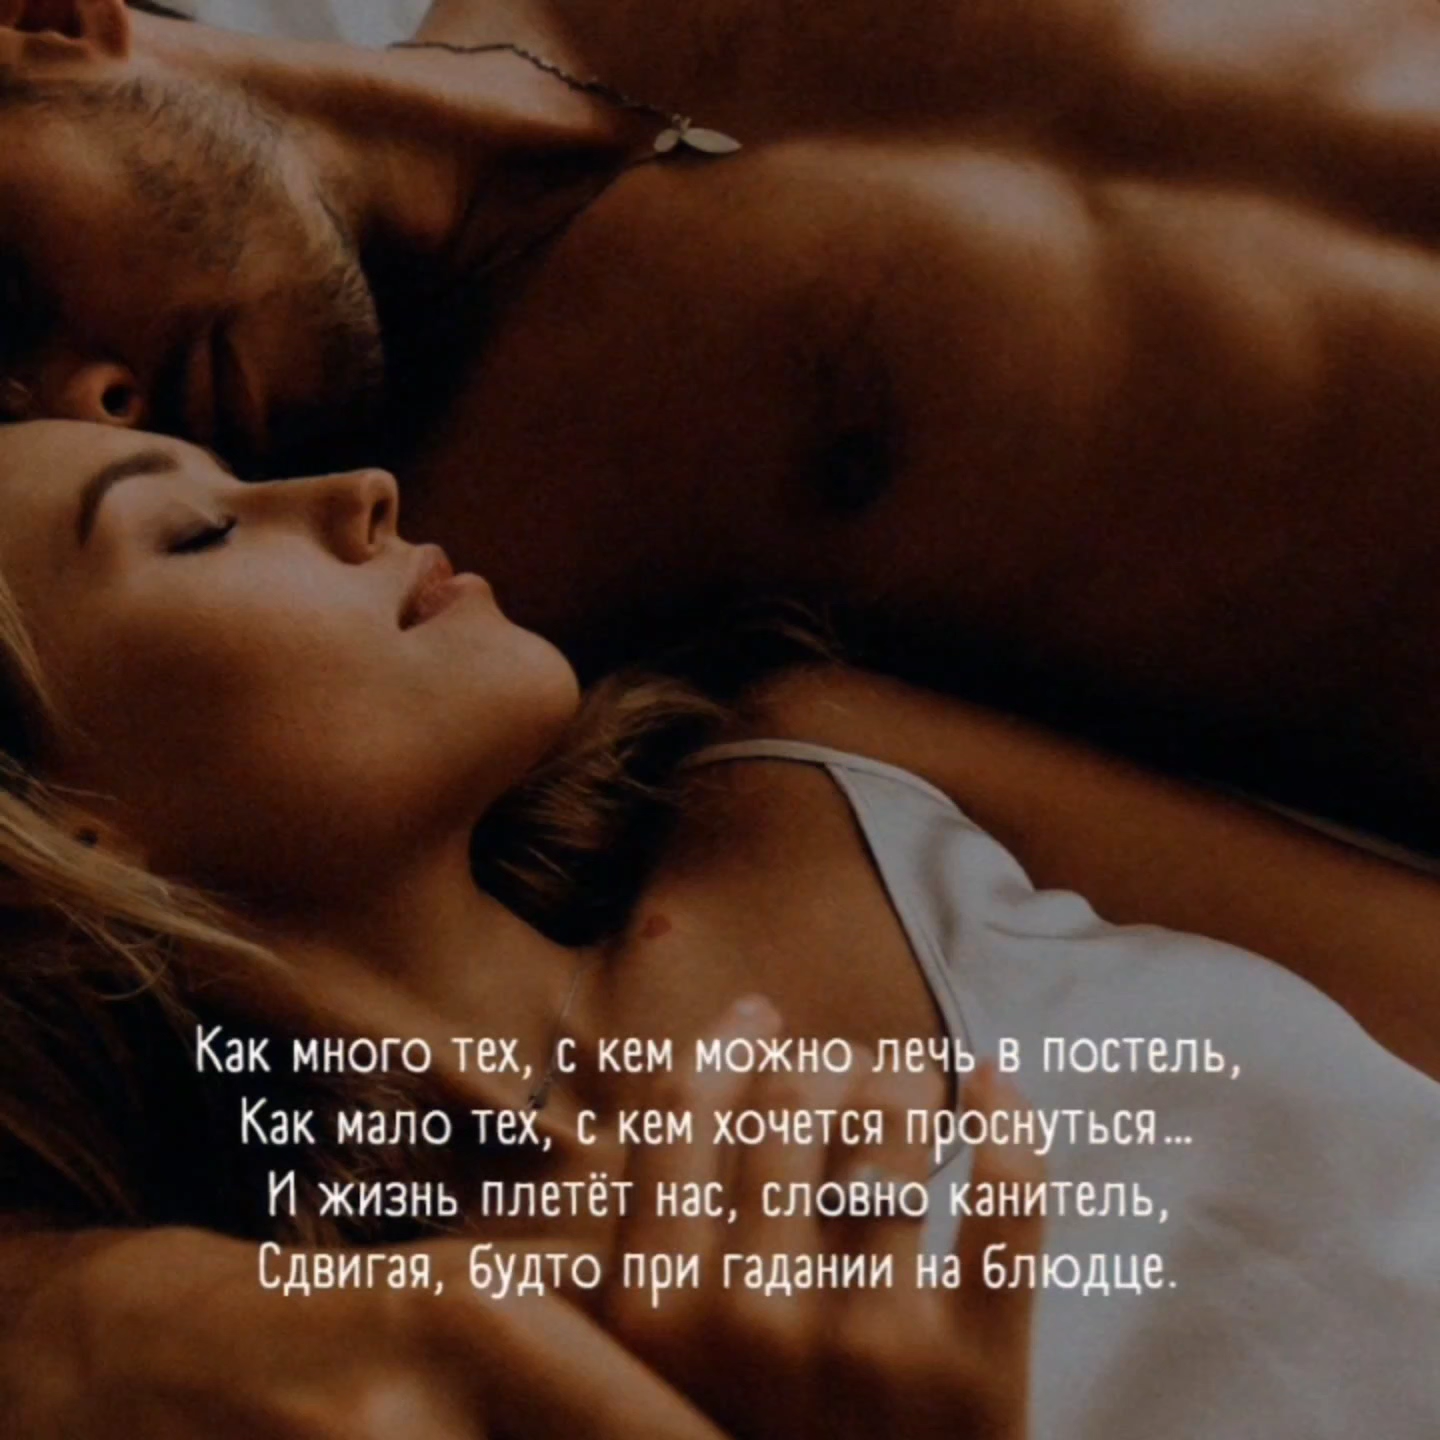 Как много тех, с кем можно лечь в постель,
Как мало тех, с кем хочется проснуться...
И жизнь плетёт нас, словно канитель,
Сдвигая, будто при гадании на блюдце.